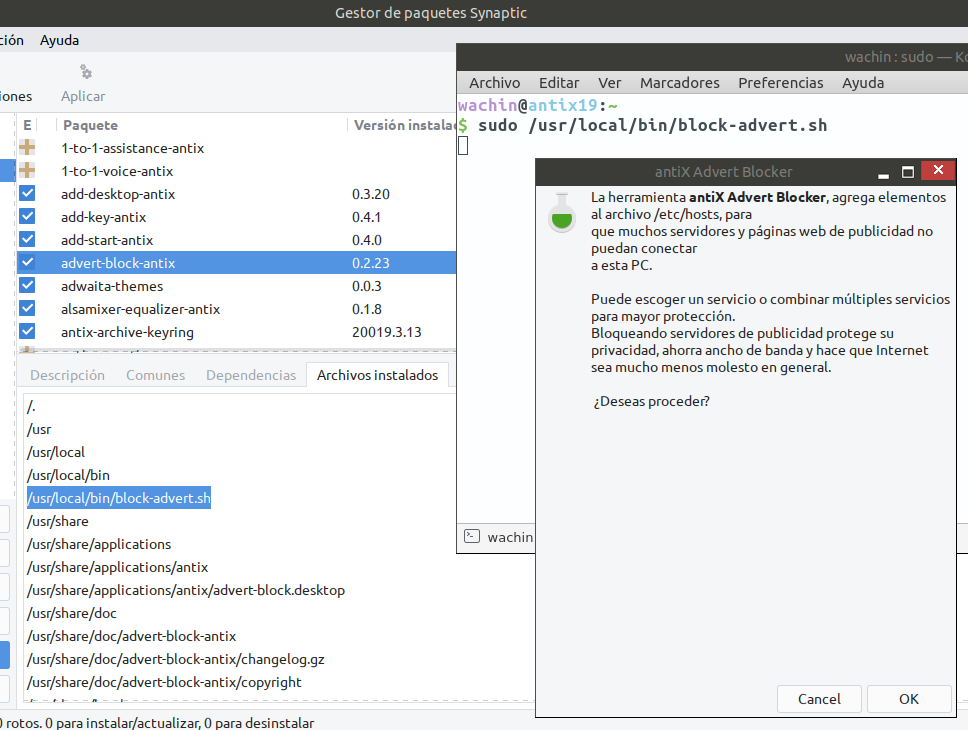 Gestor de paquetes Synaptic
ción Ayuda
iones Aplicar
E Paquete Versión instalac
1-to-1-assistance-antix
1-to-1-voice-antix
add-desktop-antix 0.3.20
add-key-antix 0.4.1
add-start-antix 0.4.0
advert-block-antix 0.2.23
adwaita-themes 0.0.3
alsamixer-equalizer-antix 0.1.8
antix-archive-keyring 20019.3.13
Descripción Comunes Dependencias Archivos instalados
/.
/usr
/usr/local
/usr/local/bin
/usr/local/bin/block-advert.sh
/usr/share
/usr/share/applications
/usr/share/applications/antix
/usr/share/applications/antix/advert-block.desktop
/usr/share/doc
/usr/share/doc/advert-block-antix
/usr/share/doc/advert-block-antix/changelog.gz
/usr/share/doc/advert-block-antix/copyright
0 rotos. 0 para instalar/actualizar, 0 para desinstalar
wachin : sudo — Ko
Archivo Editar Ver Marcadores Preferencias Ayuda
wachin@antix19:~
$ sudo /usr/local/bin/block-advert.sh
wachin
antiX Advert Blocker
La herramienta antiX Advert Blocker, agrega elementos
al archivo /etc/hosts, para
que muchos servidores y páginas web de publicidad no
puedan conectar
a esta PC.
Puede escoger un servicio o combinar múltiples servicios
para mayor protección.
Bloqueando servidores de publicidad protege su
privacidad, ahorra ancho de banda y hace que Internet
sea mucho menos molesto en general.
¿Deseas proceder?
Cancel OK